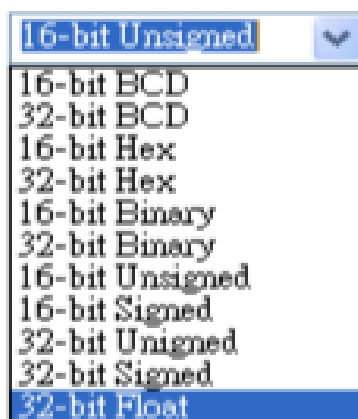 16-bit Unsigned
16-bit BCD
32-bit BCD
16-bit Hex
32-bit Hex
16-bit Binary
32-bit Binary
16-bit Unsigned
16-bit Signed
32-bit Unigned
32-bit Signed
32-bit Float